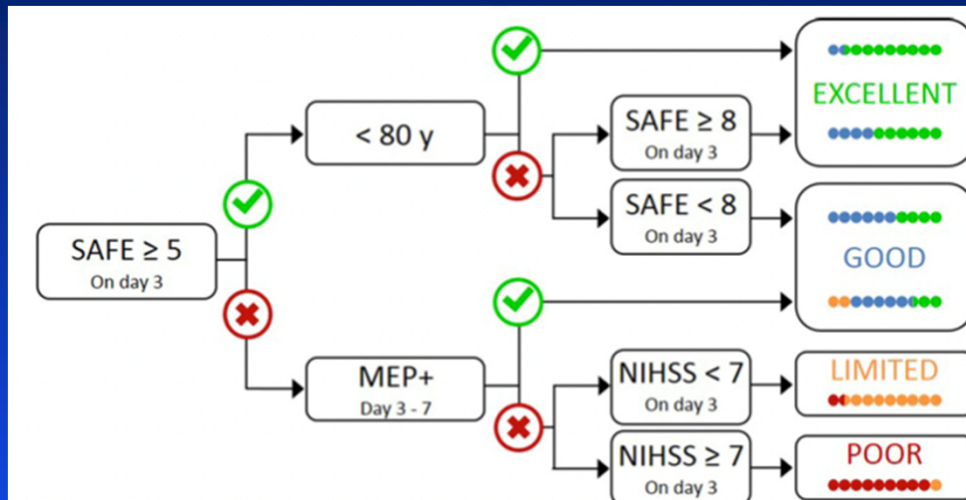 SAFE ≥ 5
On day 3
< 80 y
SAFE ≥ 8
On day 3
SAFE < 8
On day 3
EXCELLENT
GOOD
MEP+
Day 3 - 7
NIHSS < 7
On day 3
NIHSS ≥ 7
On day 3
LIMITED
POOR